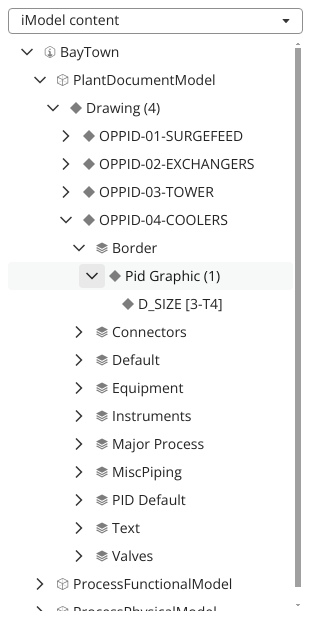 iModel content
BayTown
PlantDocumentModel
Drawing (4)
OPPID-01-SURGEFEED
OPPID-02-EXCHANGERS
OPPID-03-TOWER
OPPID-04-COOLERS
Border
Pid Graphic (1)
D_SIZE [3-T4]
Connectors
Default
Equipment
Instruments
Major Process
MiscPiping
PID Default
Text
Valves
ProcessFunctionalModel
ProcessPhysicalModel